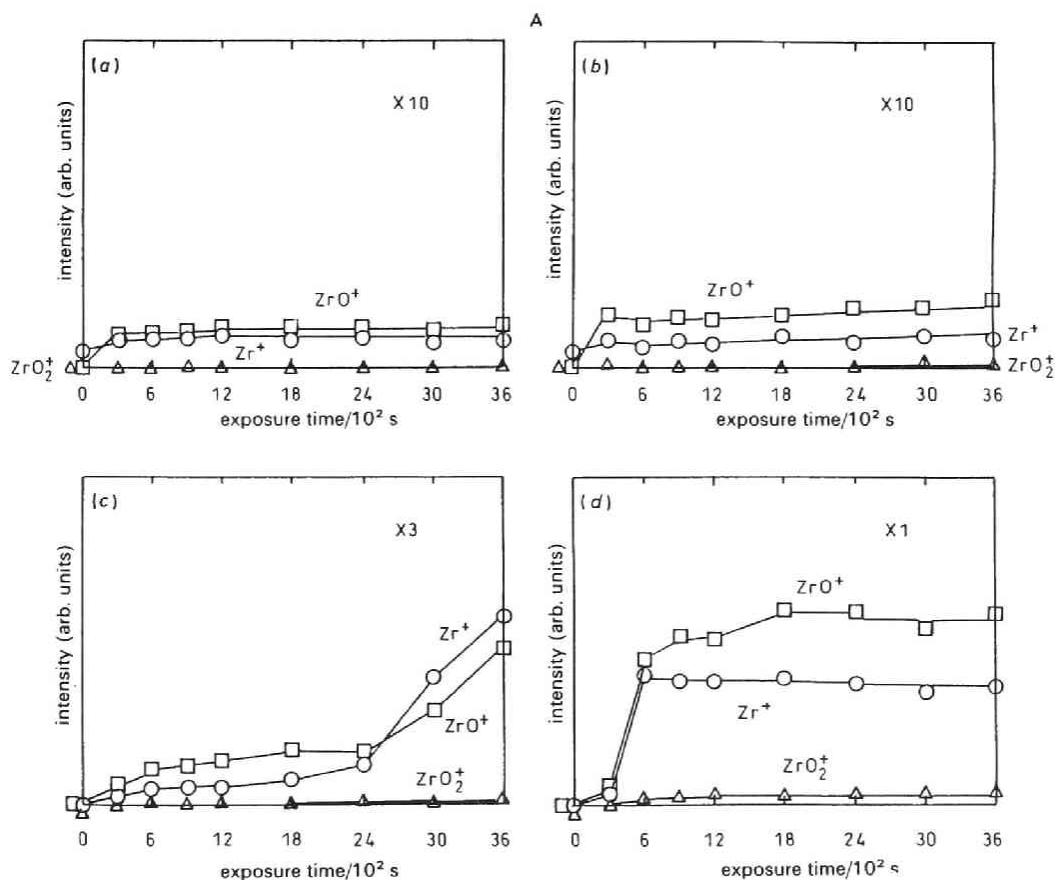 A
(a)
X10
intensity (arb. units)
ZrO⁺
Zr⁺
ZrO₂⁺
0 6 12 18 24 30 36
exposure time/10² s
(b)
X10
intensity (arb. units)
ZrO⁺
Zr⁺
ZrO₂⁺
0 6 12 18 24 30 36
exposure time/10² s
(c)
X3
intensity (arb. units)
Zr⁺
ZrO⁺
ZrO₂⁺
0 6 12 18 24 30 36
exposure time/10² s
(d)
X1
intensity (arb. units)
ZrO⁺
Zr⁺
ZrO₂⁺
0 6 12 18 24 30 36
exposure time/10² s